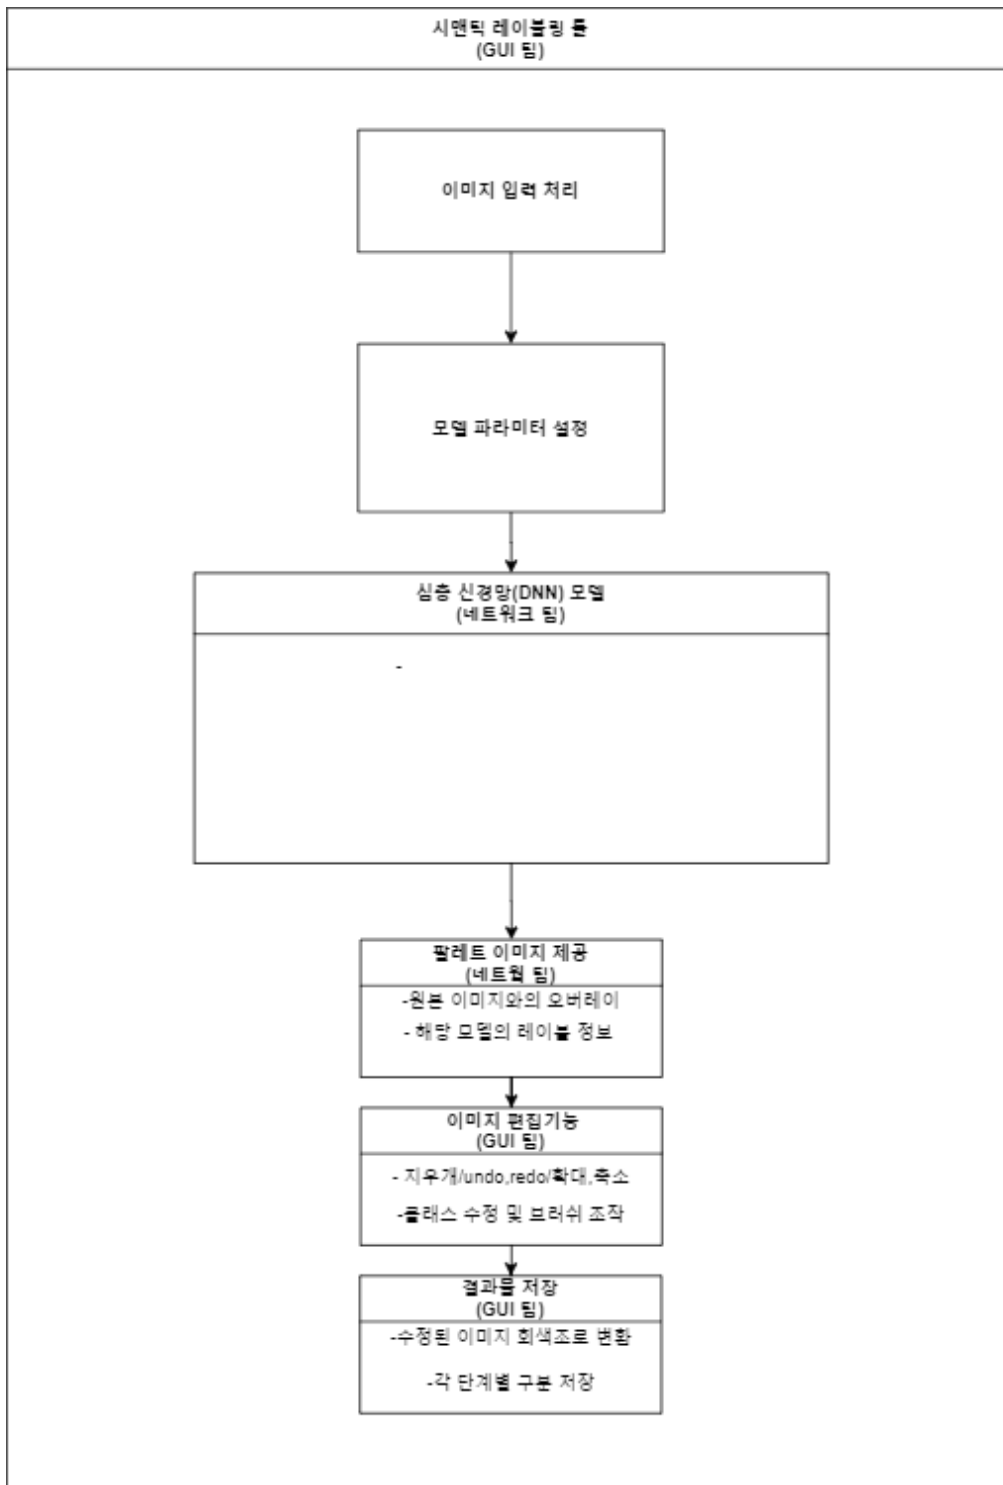 시맨틱 레이블링 툴
(GUI 팀)
이미지 입력 처리
모델 파라미터 설정
심층 신경망(DNN) 모델
(네트워크 팀)
-
팔레트 이미지 제공
(네트웍 팀)
-원본 이미지와의 오버레이
- 해당 모델의 레이블 정보
이미지 편집기능
(GUI 팀)
- 지우개/undo,redo/확대,축소
-클래스 수정 및 브러쉬 조작
결과물 저장
(GUI 팀)
-수정된 이미지 회색조로 변환
-각 단계별 구분 저장